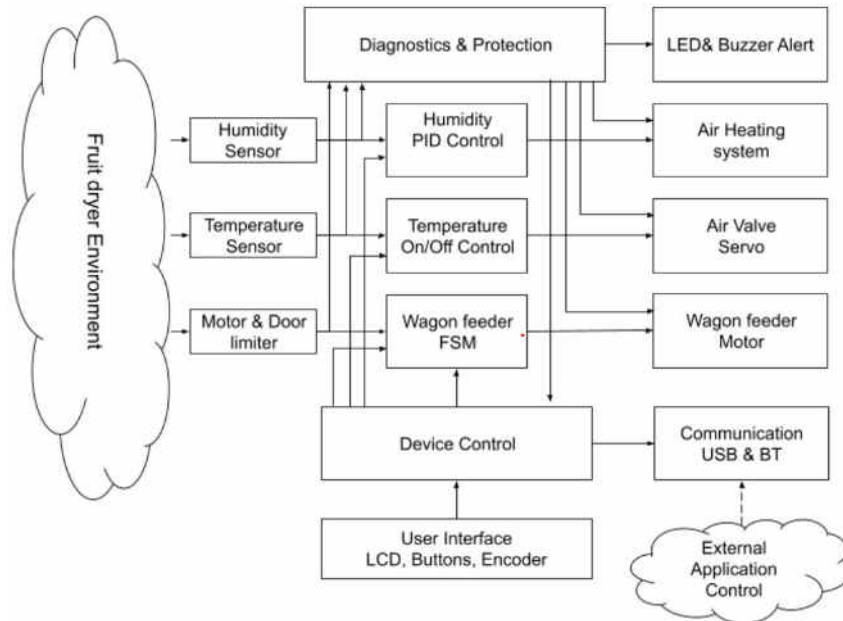 Diagnostics & Protection
LED& Buzzer Alert
Fruit dryer Environment
Humidity
Sensor
Humidity
PID Control
Air Heating
system
Temperature
Sensor
Temperature
On/Off Control
Air Valve
Servo
Motor & Door
limiter
Wagon feeder
FSM
Wagon feeder
Motor
Device Control
Communication
USB & BT
User Interface
LCD, Buttons, Encoder
External
Application
Control